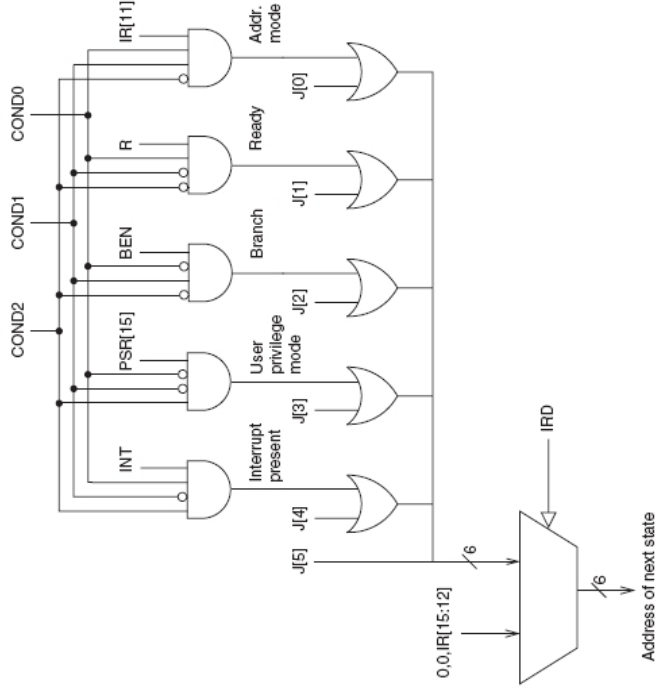 COND2
COND1
COND0
INT
PSR[15]
BEN
R
IR[11]
Interrupt
present
User
privilege
mode
Branch
Ready
Addr.
mode
J[5]
J[4]
J[3]
J[2]
J[1]
J[0]
0,0,IR[15:12]
6
IRD
6
Address of next state